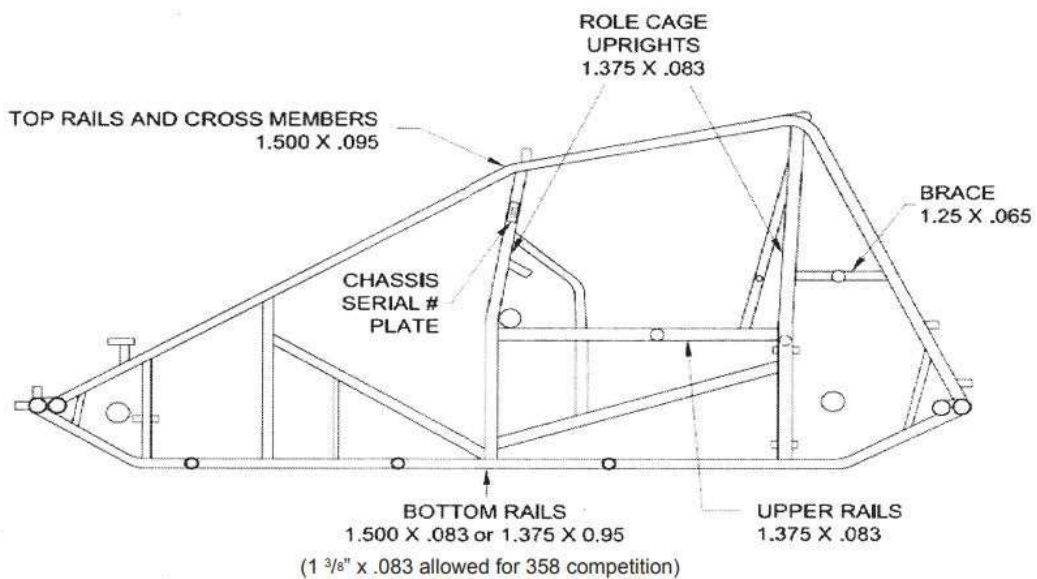 ROLE CAGE
UPRIGHTS
1.375 X .083
TOP RAILS AND CROSS MEMBERS
1.500 X .095
BRACE
1.25 X .065
CHASSIS
SERIAL #
PLATE
BOTTOM RAILS
1.500 X .083 or 1.375 X 0.95
(1 3/8" x .083 allowed for 358 competition)
UPPER RAILS
1.375 X .083